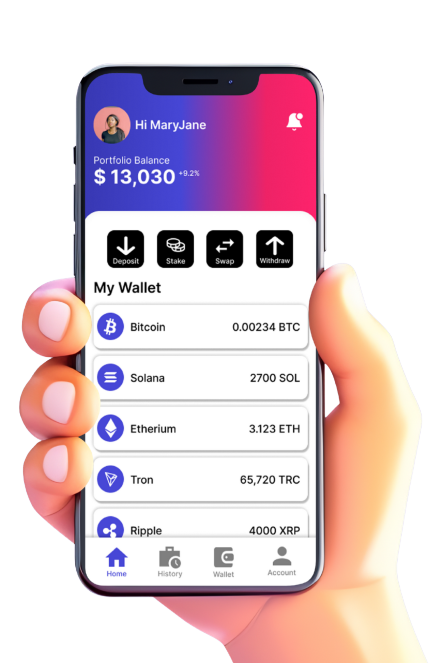 Hi MaryJane
Portfolio Balance
$ 13,030 +9.2%
Deposit Stake Swap Withdraw
My Wallet
Bitcoin 0.00234 BTC
Solana 2700 SOL
Etherium 3.123 ETH
Tron 65,720 TRC
Ripple 4000 XRP
Home History Wallet Account